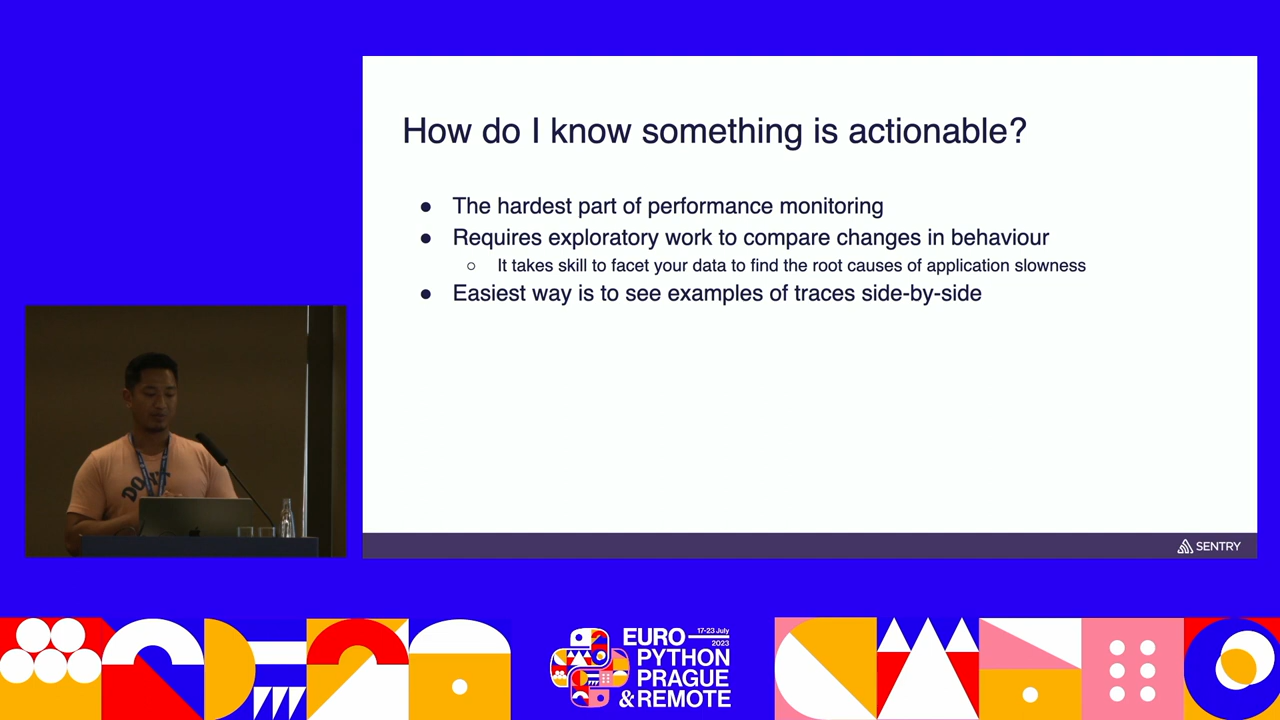 How do I know something is actionable?
● The hardest part of performance monitoring
● Requires exploratory work to compare changes in behaviour
○ It takes skill to facet your data to find the root causes of application slowness
● Easiest way is to see examples of traces side-by-side
SENTRY
EURO
17-23 July
2023
PYTHON
PRAGUE
& REMOTE